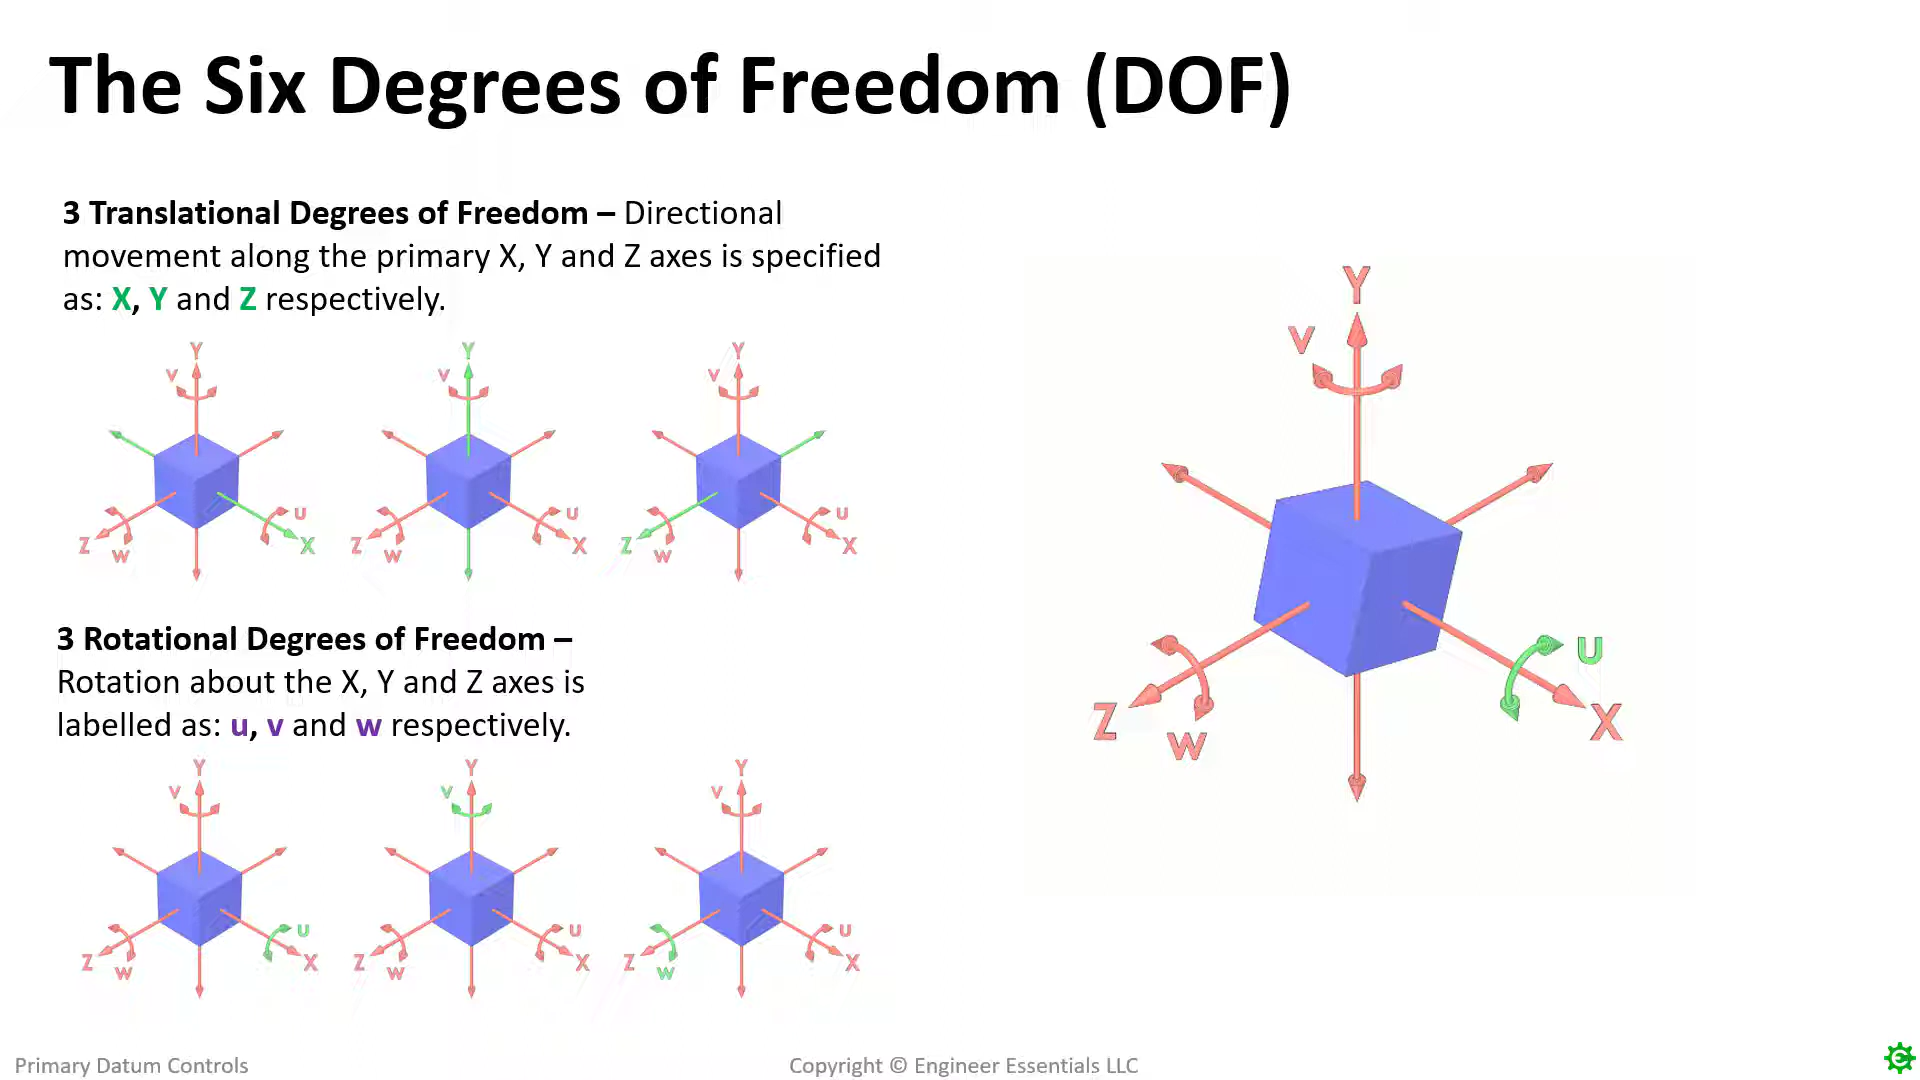 The Six Degrees of Freedom (DOF)
3 Translational Degrees of Freedom – Directional
movement along the primary X, Y and Z axes is specified
as: X, Y and Z respectively.
Y
V
Z
W
U
X
Y
V
Z
W
U
X
Y
V
Z
W
U
X
3 Rotational Degrees of Freedom –
Rotation about the X, Y and Z axes is
labelled as: u, v and w respectively.
Y
V
Z
W
U
X
Y
V
Z
W
U
X
Y
V
Z
W
U
X
Y
V
U
Z
W
X
Primary Datum Controls
Copyright © Engineer Essentials LLC